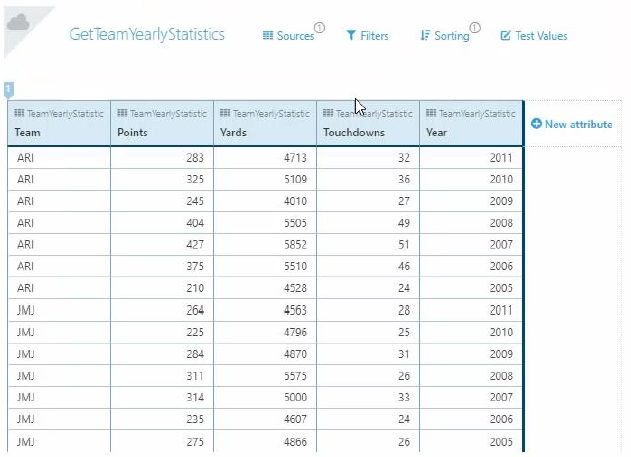 GetTeamYearlyStatistics Sources 1 Filters Sorting 1 Test Values
1
TeamYearlyStatistic TeamYearlyStatistic TeamYearlyStatistic TeamYearlyStatistic TeamYearlyStatistic
Team Points Yards Touchdowns Year New attribute
ARI 283 4713 32 2011
ARI 325 5109 36 2010
ARI 245 4010 27 2009
ARI 404 5505 49 2008
ARI 427 5852 51 2007
ARI 375 5510 46 2006
ARI 210 4528 24 2005
JMJ 264 4563 28 2011
JMJ 225 4796 25 2010
JMJ 284 4870 31 2009
JMJ 311 5575 26 2008
JMJ 314 5000 33 2007
JMJ 235 4607 24 2006
JMJ 275 4866 26 2005